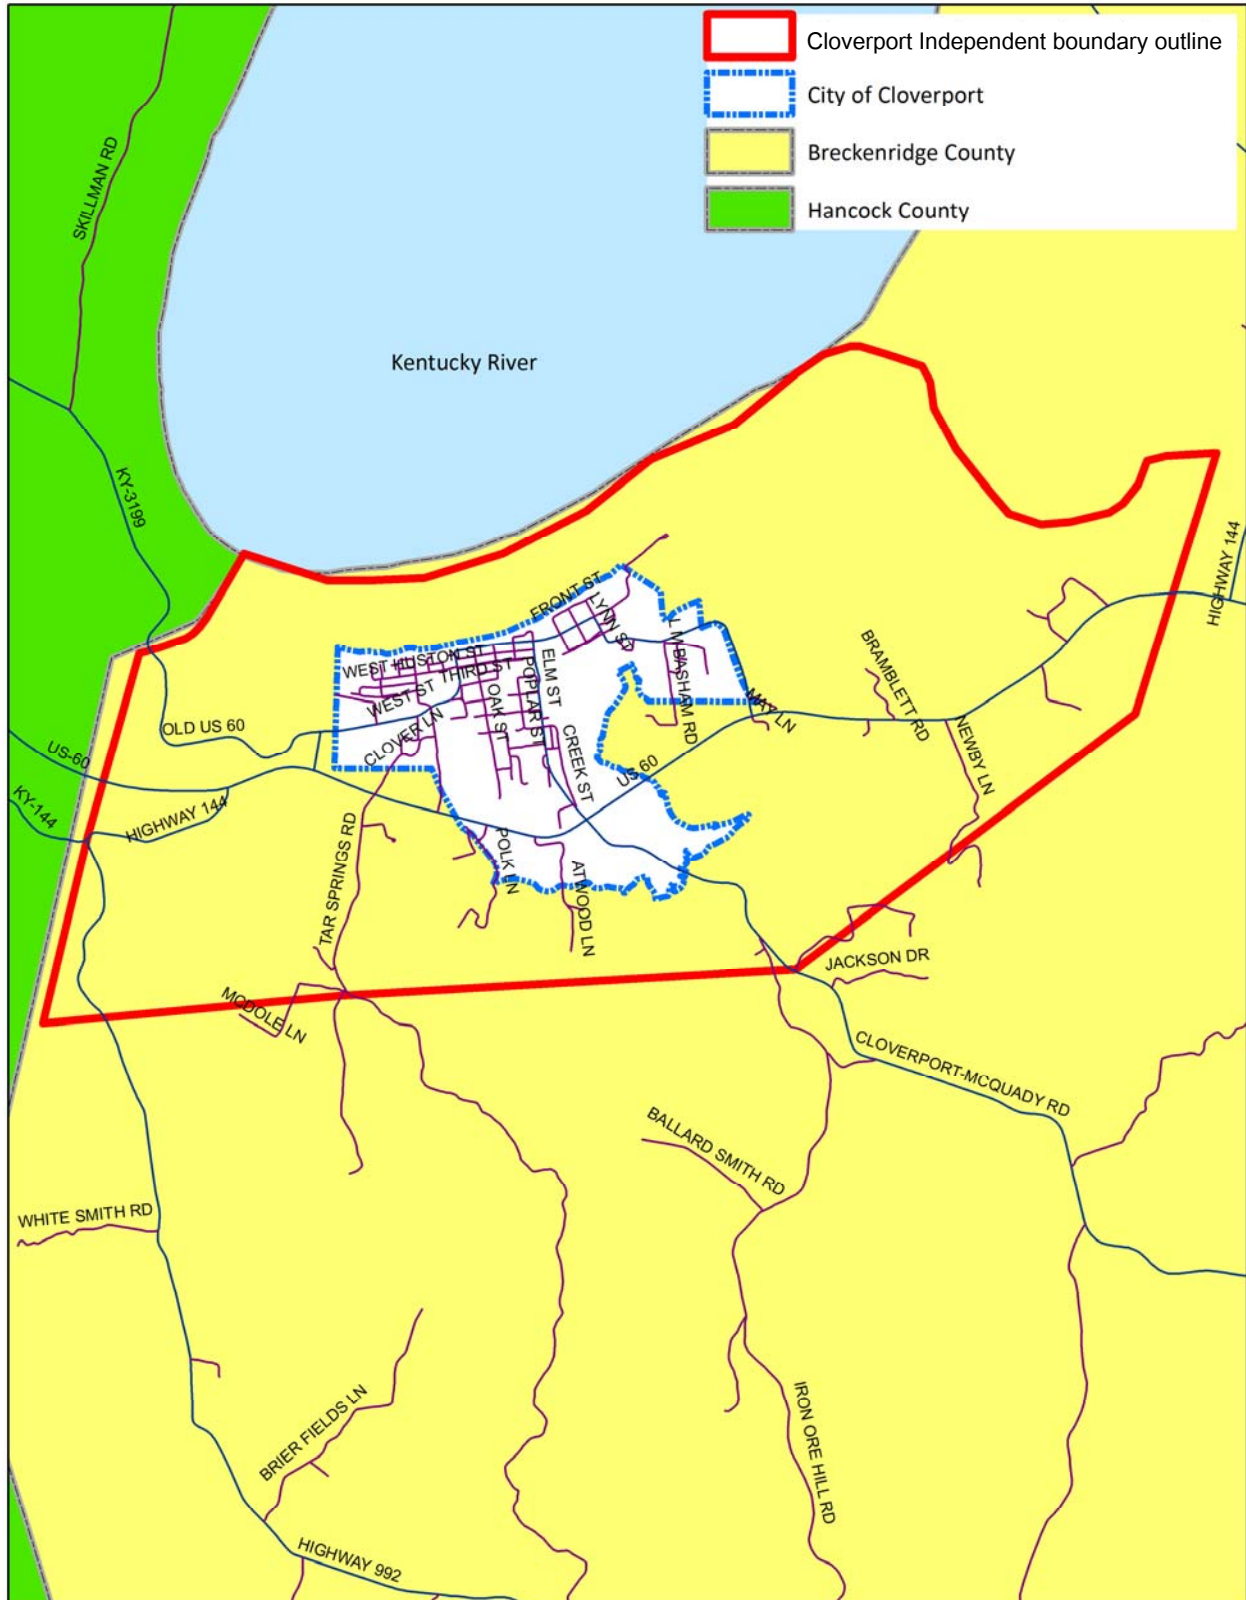 Cloverport Independent boundary outline
City of Cloverport
Breckenridge County
Hancock County
SKILLMAN RD
Kentucky River
KY-3199
HIGHWAY 144
FRONT ST
LYNN ST
L M BASHAM RD
WEST HUSTON ST
THIRD ST
WEST ST
ELM ST
POPLAR ST
OAK ST
BRAMBLETT RD
MAY LN
OLD US 60
CLOVER LN
CREEK ST
NEWBY LN
US-60
US 60
KY-144
HIGHWAY 144
TAR SPRINGS RD
POLK LN
ATWOOD LN
JACKSON DR
MCDOLE LN
CLOVERPORT-MCQUADY RD
BALLARD SMITH RD
WHITE SMITH RD
BRIER FIELDS LN
IRON ORE HILL RD
HIGHWAY 992